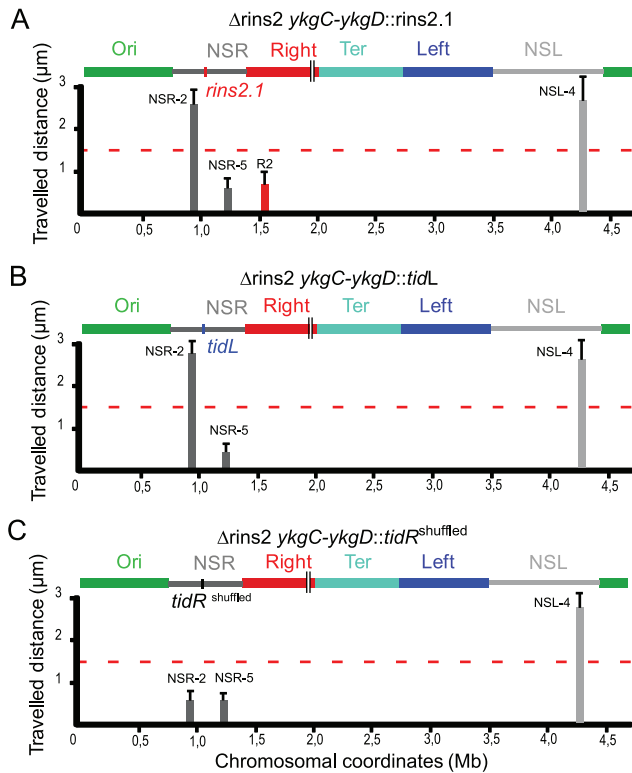 A
Δrins2 ykgC-ykgD::rins2.1
Ori NSR Right Ter Left NSL
rins2.1
Travelled distance (μm)
3
2
1
NSR-2
NSR-5
R2
NSL-4
0 0,5 1,0 1,5 2,0 2,5 3,0 3,5 4,0 4,5
B
Δrins2 ykgC-ykgD::tidL
Ori NSR Right Ter Left NSL
tidL
Travelled distance (μm)
3
2
1
NSR-2
NSR-5
NSL-4
0 0,5 1,0 1,5 2,0 2,5 3,0 3,5 4,0 4,5
C
Δrins2 ykgC-ykgD::tidR shuffled
Ori NSR Right Ter Left NSL
tidR shuffled
Travelled distance (μm)
3
2
1
NSR-2
NSR-5
NSL-4
0 0,5 1,0 1,5 2,0 2,5 3,0 3,5 4,0 4,5
Chromosomal coordinates (Mb)